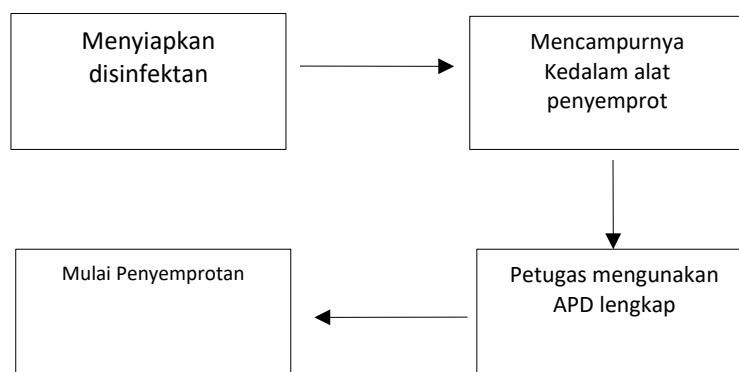 Menyiapkan
disinfektan
Mencampurnya
Kedalam alat
penyemprot
Petugas mengunakan
APD lengkap
Mulai Penyemprotan